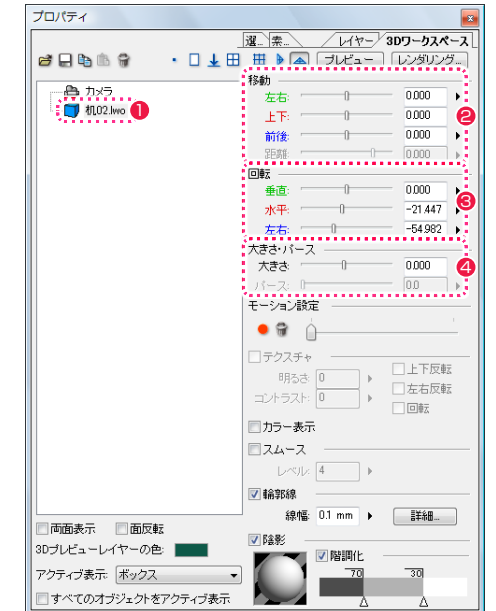 プロパティ
選... 索... レイヤー 3Dワークスペース
プレビュー レンダリング...
カメラ
机02.lwo ❶
移動
左右: 0.000
上下: 0.000 ❷
前後: 0.000
距離: 0.000
回転
垂直: 0.000
水平: -21.447 ❸
左右: -54.982
大きさ・パース
大きさ: 0.000 ❹
パース: 0.0
モーション設定
テクスチャ
明るさ: 0
コントラスト: 0
上下反転
左右反転
回転
カラー表示
スムース
レベル: 4
輪郭線
線幅: 0.1 mm 詳細...
陰影
階調化
70 30
両面表示 面反転
3Dプレビューレイヤーの色:
アクティブ表示: ボックス
すべてのオブジェクトをアクティブ表示